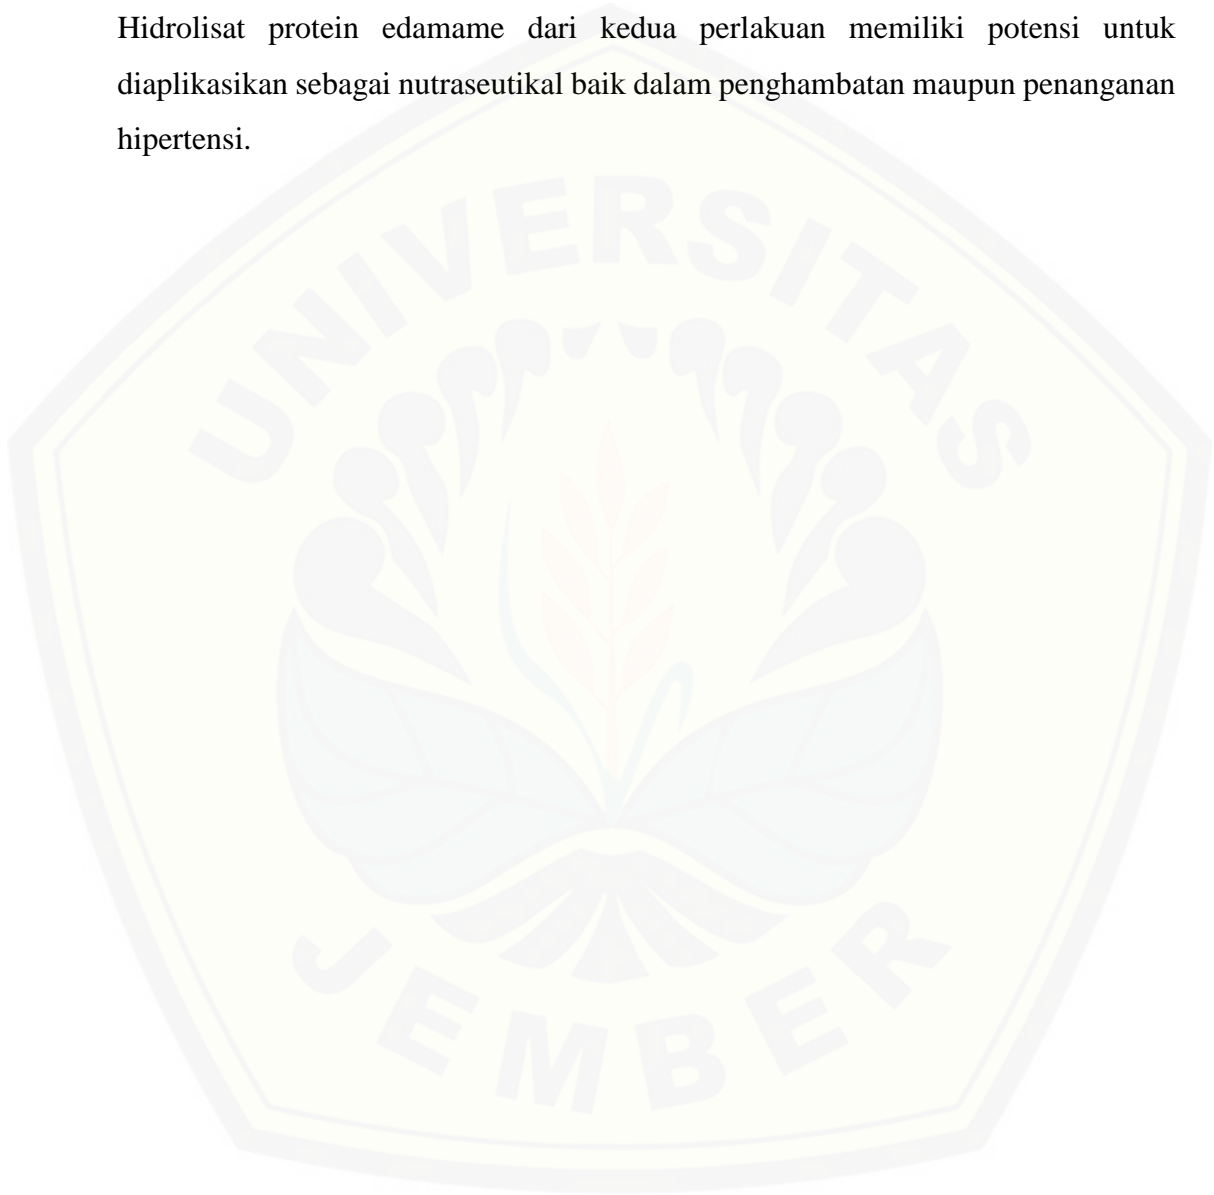 Hidrolisat protein edamame dari kedua perlakuan memiliki potensi untuk
diaplikasikan sebagai nutraseutikal baik dalam penghambatan maupun penanganan
hipertensi.
UNIVERSITAS
JEMBER